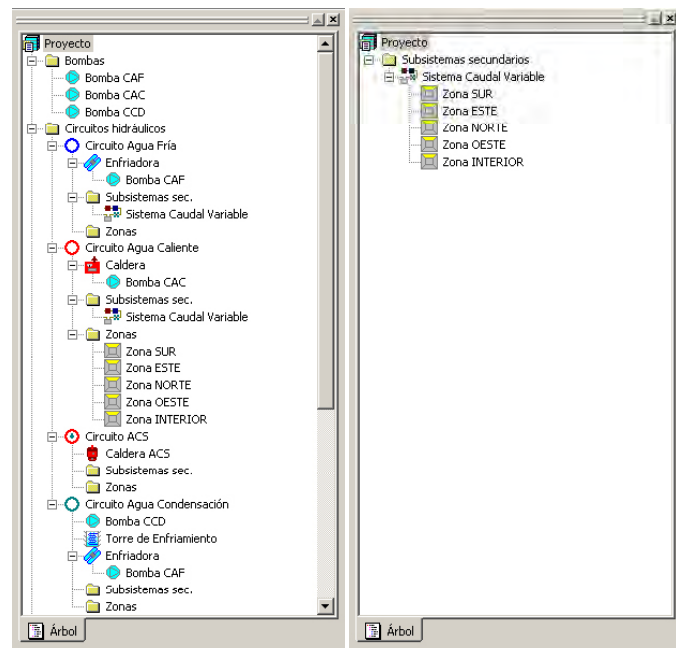 Proyecto
Bombas
Bomba CAF
Bomba CAC
Bomba CCD
Circuitos hidráulicos
Circuito Agua Fría
Enfriadora
Bomba CAF
Subsistemas sec.
Sistema Caudal Variable
Zonas
Circuito Agua Caliente
Caldera
Bomba CAC
Subsistemas sec.
Sistema Caudal Variable
Zonas
Zona SUR
Zona ESTE
Zona NORTE
Zona OESTE
Zona INTERIOR
Circuito ACS
Caldera ACS
Subsistemas sec.
Zonas
Circuito Agua Condensación
Bomba CCD
Torre de Enfriamiento
Enfriadora
Bomba CAF
Subsistemas sec.
Zonas
Árbol
Proyecto
Subsistemas secundarios
Sistema Caudal Variable
Zona SUR
Zona ESTE
Zona NORTE
Zona OESTE
Zona INTERIOR
Árbol